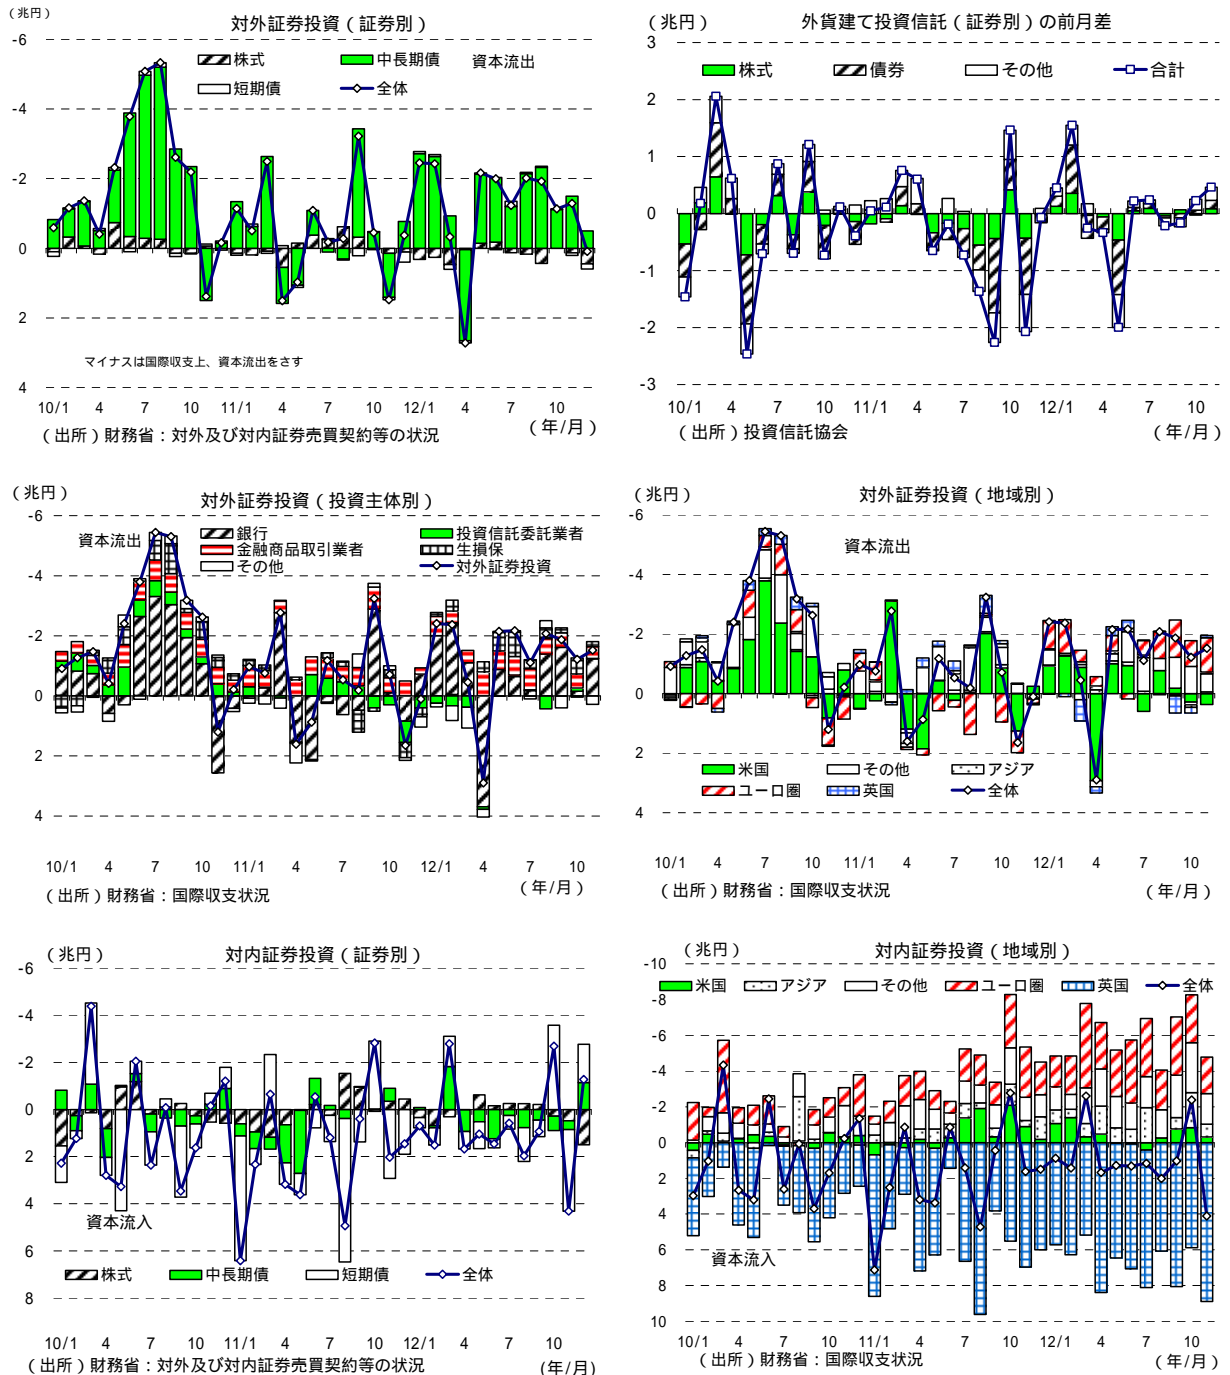 （兆円）
対外証券投資（証券別）
-6
株式
中長期債
資本流出
短期債
全体
-4
-2
0
2
マイナスは国際収支上、資本流出をさす
4
10/1 4 7 10 11/1 4 7 10 12/1 4 7 10
（年/月）
（出所）財務省：対外及び対内証券売買契約等の状況
（兆円）
外貨建て投資信託（証券別）の前月差
3
株式
債券
その他
合計
2
1
0
-1
-2
-3
10/1 4 7 10 11/1 4 7 10 12/1 4 7 10
（出所）投資信託協会
（年/月）
（兆円）
対外証券投資（投資主体別）
-6
資本流出
銀行
投資信託委託業者
金融商品取引業者
生損保
その他
対外証券投資
-4
-2
0
2
4
10/1 4 7 10 11/1 4 7 10 12/1 4 7 10
（年/月）
（出所）財務省：国際収支状況
（兆円）
対外証券投資（地域別）
-6
資本流出
-4
-2
0
2
米国
その他
アジア
ユーロ圏
英国
全体
4
10/1 4 7 10 11/1 4 7 10 12/1 4 7 10
（出所）財務省：国際収支状況
（年/月）
（兆円）
対内証券投資（証券別）
-6
-4
-2
0
2
4
資本流入
6
株式
中長期債
短期債
全体
8
10/1 4 7 10 11/1 4 7 10 12/1 4 7 10
（出所）財務省：対外及び対内証券売買契約等の状況
(年/月)
（兆円）
対内証券投資（地域別）
-10
米国
アジア
その他
ユーロ圏
英国
全体
-8
-6
-4
-2
0
2
4
6
資本流入
8
10
10/1 4 7 10 11/1 4 7 10 12/1 4 7 10
（出所）財務省：国際収支状況
（年/月）